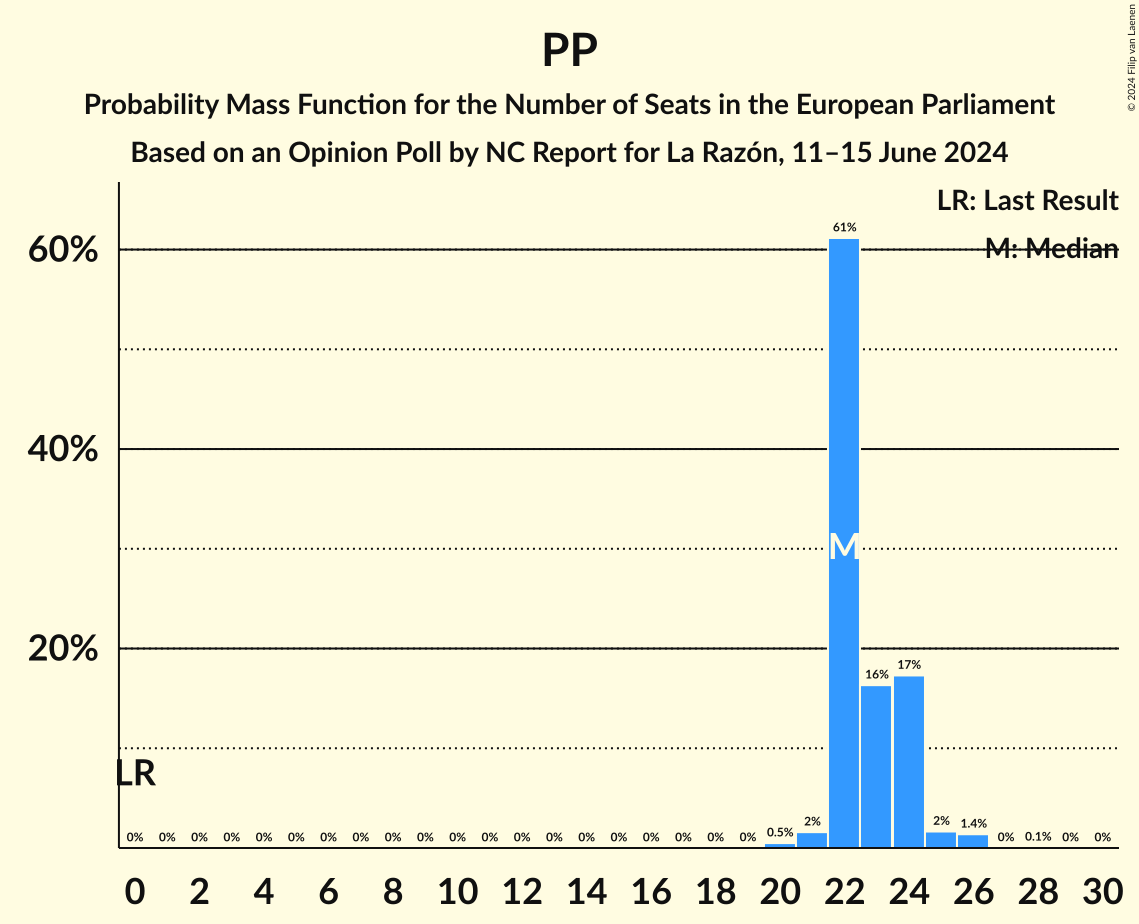 PP
Probability Mass Function for the Number of Seats in the European Parliament
Based on an Opinion Poll by NC Report for La Razón, 11–15 June 2024
© 2024 Filip van Laenen
LR: Last Result
M: Median
60%
40%
20%
61%
M
16%
17%
LR
0% 0% 0% 0% 0% 0% 0% 0% 0% 0% 0% 0% 0% 0% 0% 0% 0% 0% 0% 0% 0.5% 2% 2% 1.4% 0% 0.1% 0% 0%
0 2 4 6 8 10 12 14 16 18 20 22 24 26 28 30